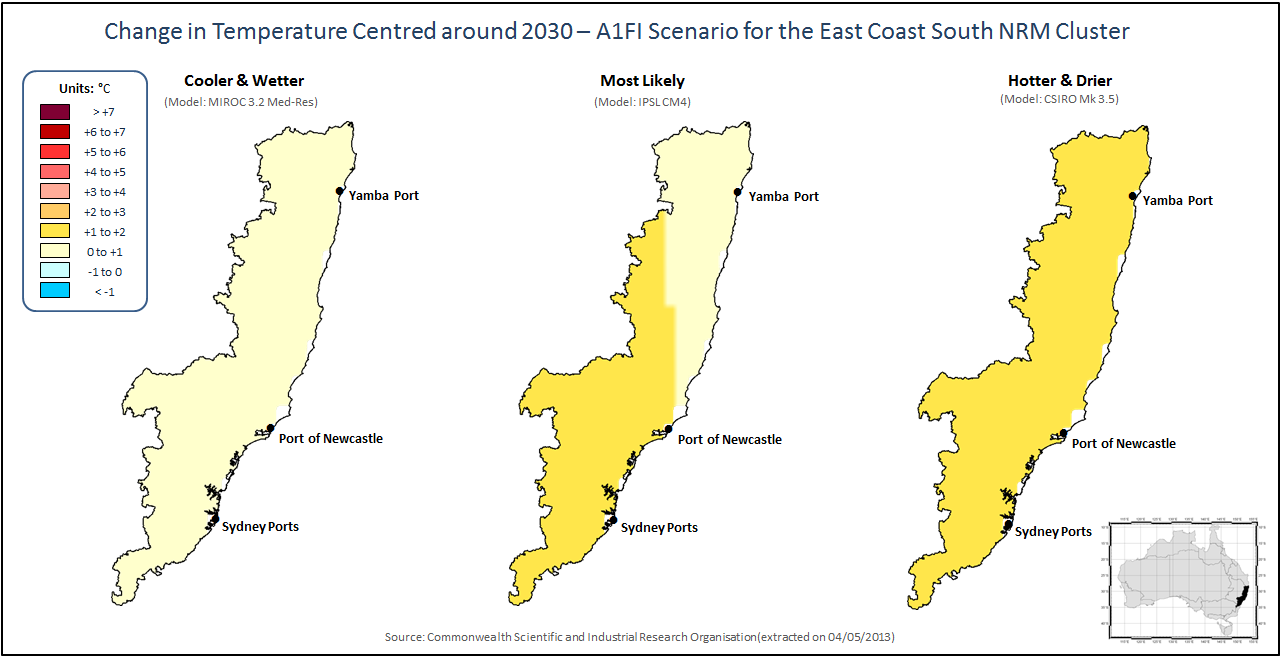 Change in Temperature Centred around 2030 – A1FI Scenario for the East Coast South NRM Cluster
Units: °C
> +7
+6 to +7
+5 to +6
+4 to +5
+3 to +4
+2 to +3
+1 to +2
0 to +1
-1 to 0
< -1
Cooler & Wetter
(Model: MIROC 3.2 Med-Res)
Yamba Port
Port of Newcastle
Sydney Ports
Most Likely
(Model: IPSL CM4)
Yamba Port
Port of Newcastle
Sydney Ports
Hotter & Drier
(Model: CSIRO Mk 3.5)
Yamba Port
Port of Newcastle
Sydney Ports
Source: Commonwealth Scientific and Industrial Research Organisation(extracted on 04/05/2013)